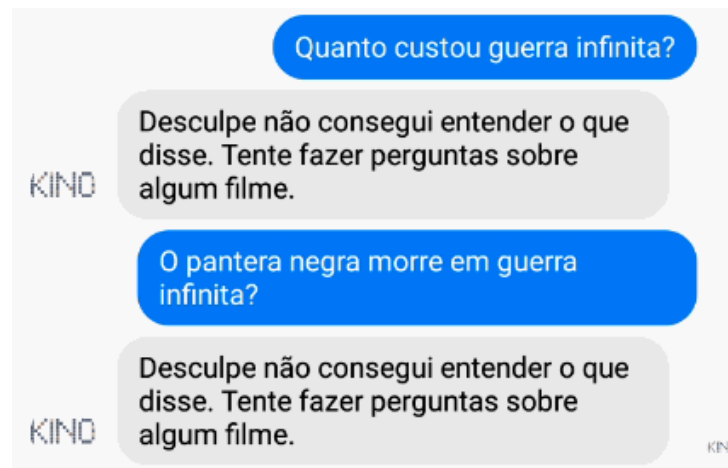 Quanto custou guerra infinita?
Desculpe não consegui entender o que
disse. Tente fazer perguntas sobre
algum filme.
KINO
O pantera negra morre em guerra
infinita?
Desculpe não consegui entender o que
disse. Tente fazer perguntas sobre
algum filme.
KINO
KIN